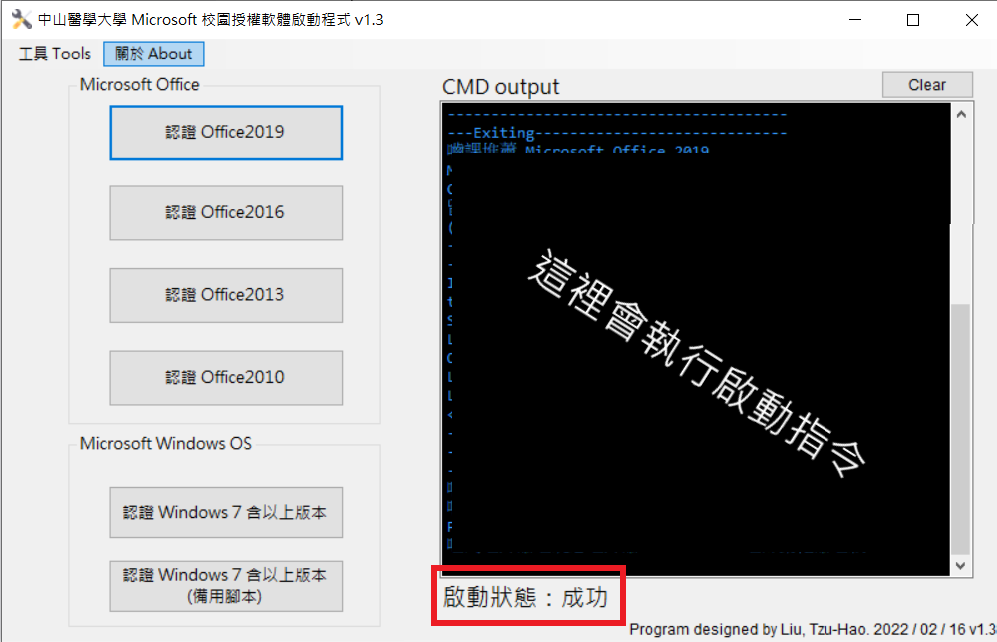 中山醫學大學 Microsoft 校園授權軟體啟動程式 v1.3
工具 Tools
關於 About
Microsoft Office
認證 Office2019
認證 Office2016
認證 Office2013
認證 Office2010
Microsoft Windows OS
認證 Windows 7 含以上版本
認證 Windows 7 含以上版本
(備用腳本)
CMD output
Clear
---------------------------------------
---Exiting-----------------------------
Microsoft Office 2019
這裡會執行啟動指令
啟動狀態：成功
Program designed by Liu, Tzu-Hao. 2022 / 02 / 16 v1.3